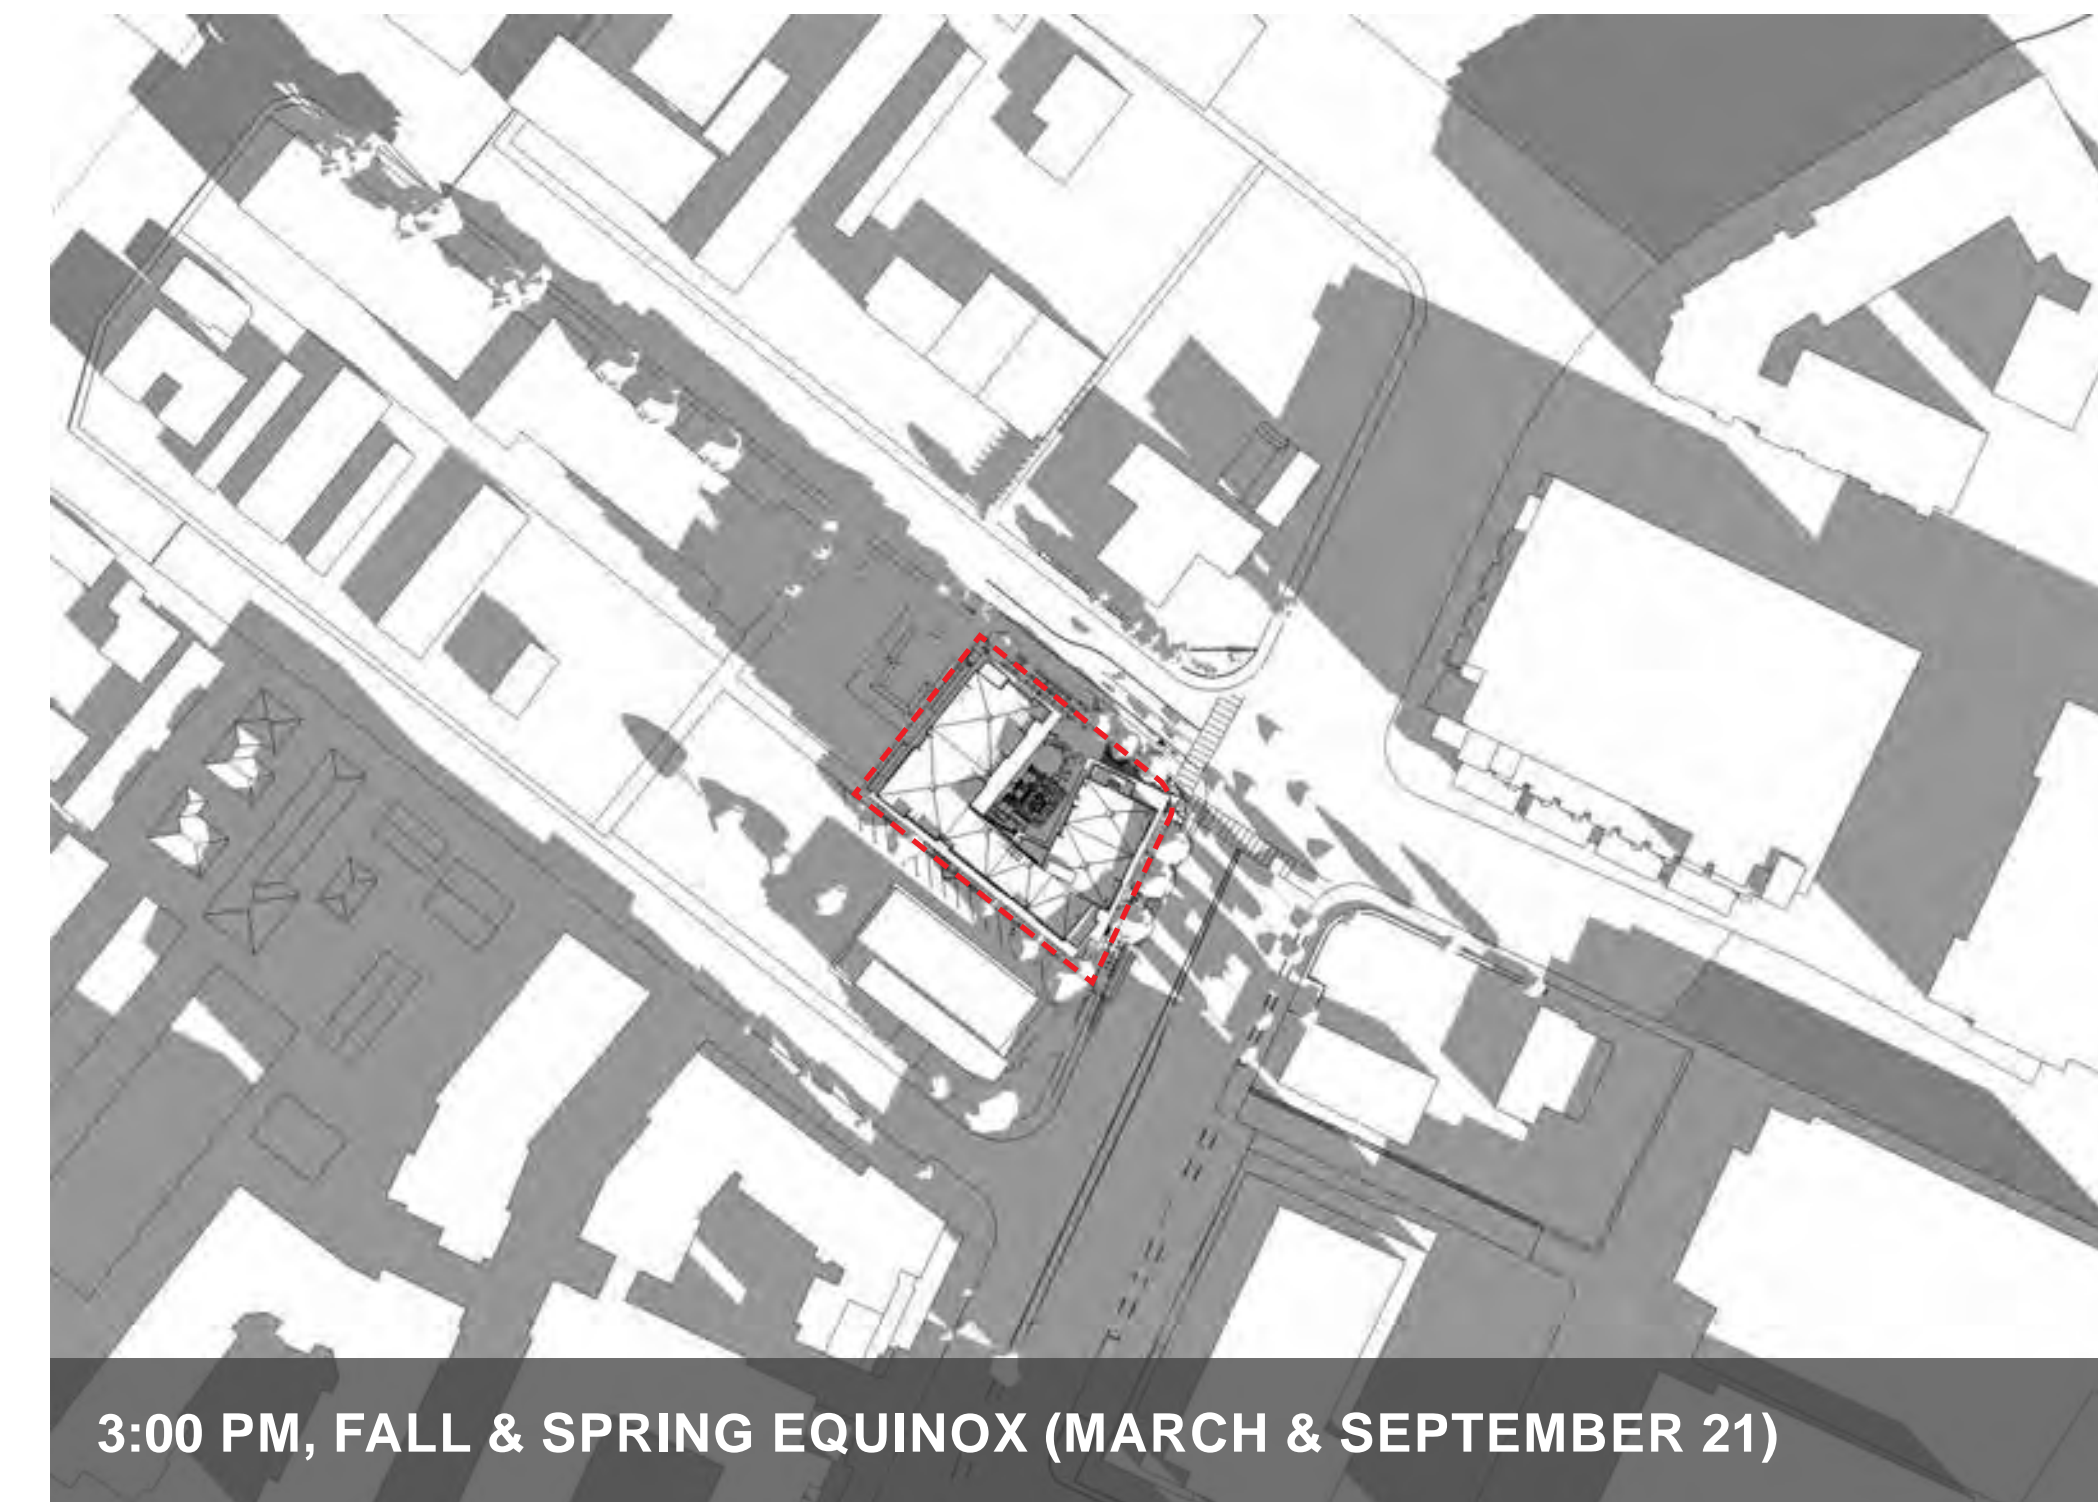 3:00 PM, FALL & SPRING EQUINOX (MARCH & SEPTEMBER 21)